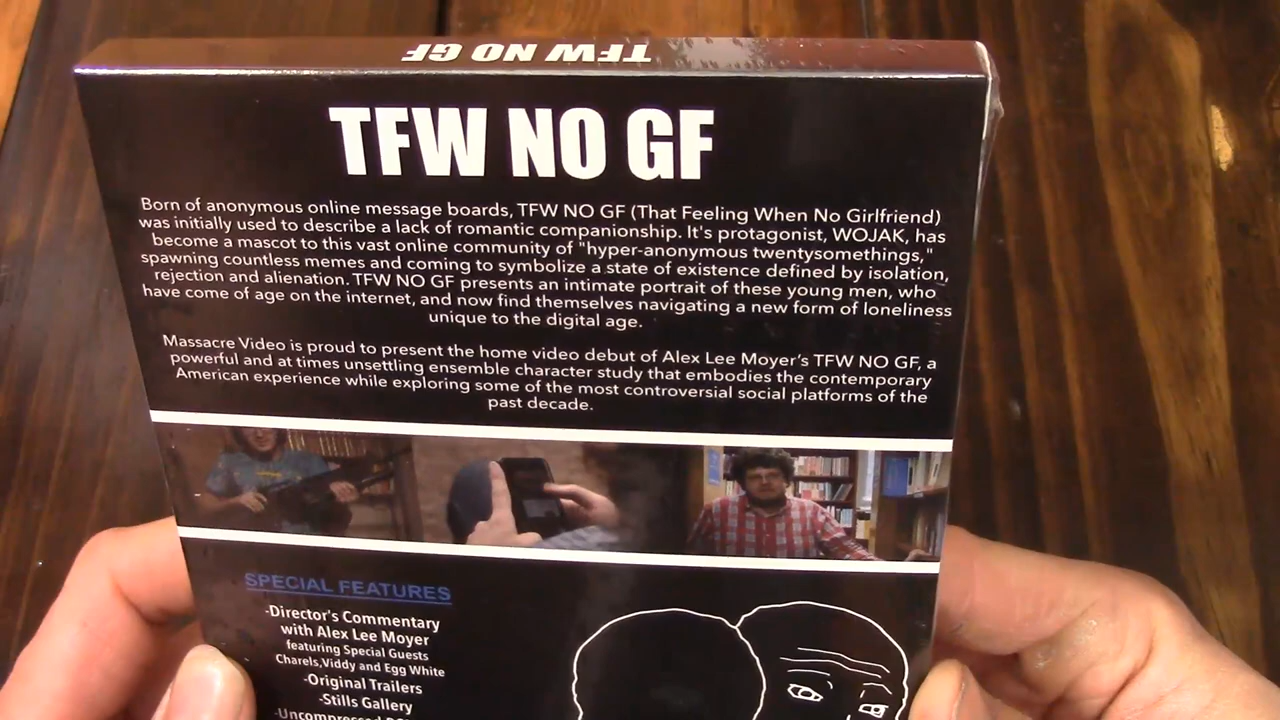 TFW NO GF
TFW NO GF
Born of anonymous online message boards, TFW NO GF (That Feeling When No Girlfriend)
was initially used to describe a lack of romantic companionship. It's protagonist, WOJAK, has
become a mascot to this vast online community of "hyper-anonymous twentysomethings,"
spawning countless memes and coming to symbolize a state of existence defined by isolation,
rejection and alienation. TFW NO GF presents an intimate portrait of these young men, who
have come of age on the internet, and now find themselves navigating a new form of loneliness
unique to the digital age.
Massacre Video is proud to present the home video debut of Alex Lee Moyer's TFW NO GF, a
powerful and at times unsettling ensemble character study that embodies the contemporary
American experience while exploring some of the most controversial social platforms of the
past decade.
SPECIAL FEATURES
-Director's Commentary
with Alex Lee Moyer
featuring Special Guests
Charels,Viddy and Egg White
-Original Trailers
-Stills Gallery
-Uncompressed